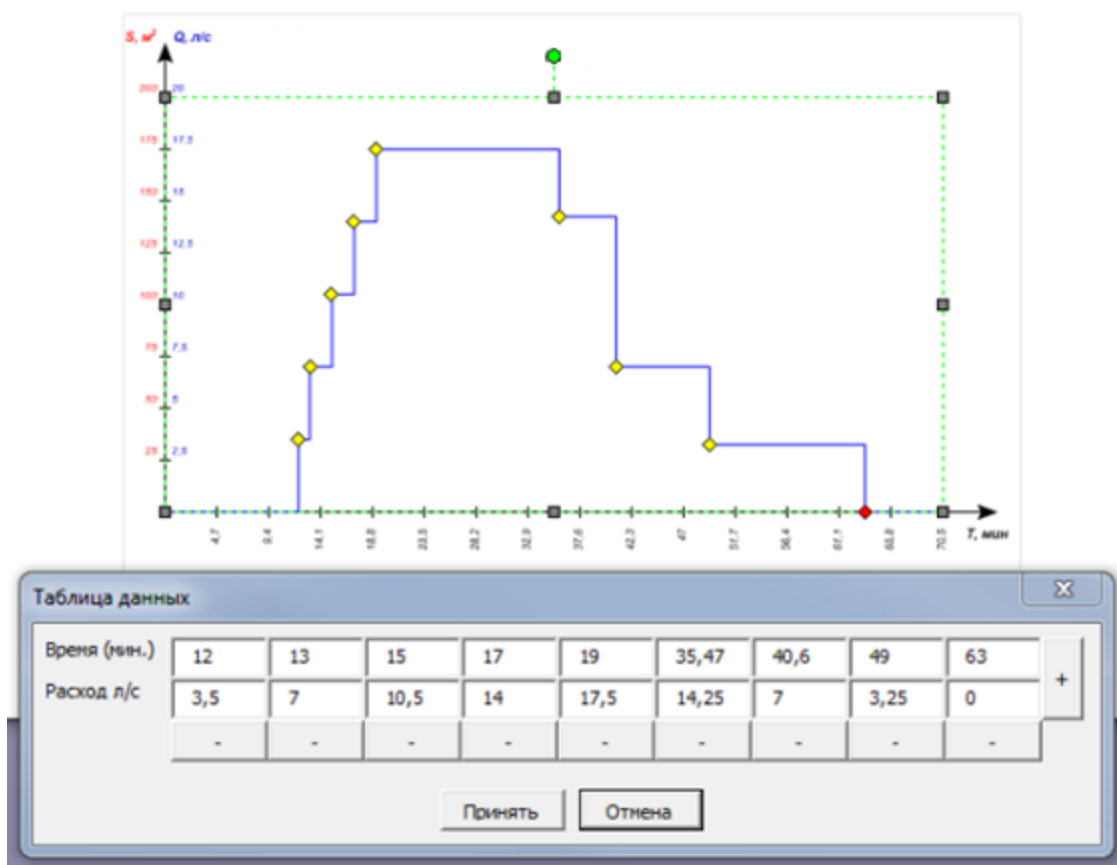 S, м² Q, л/с
200 20
175 17,5
150 15
125 12,5
100 10
75 7,5
50 5
25 2,5
4,7 9,4 14,1 18,8 23,5 28,2 32,9 37,6 42,3 47 51,7 56,4 61,1 65,8 70,5 T, мин
Таблица данных
Время (мин.) 12 13 15 17 19 35,47 40,6 49 63 +
Расход л/с 3,5 7 10,5 14 17,5 14,25 7 3,25 0
- - - - - - - - -
Принять Отмена